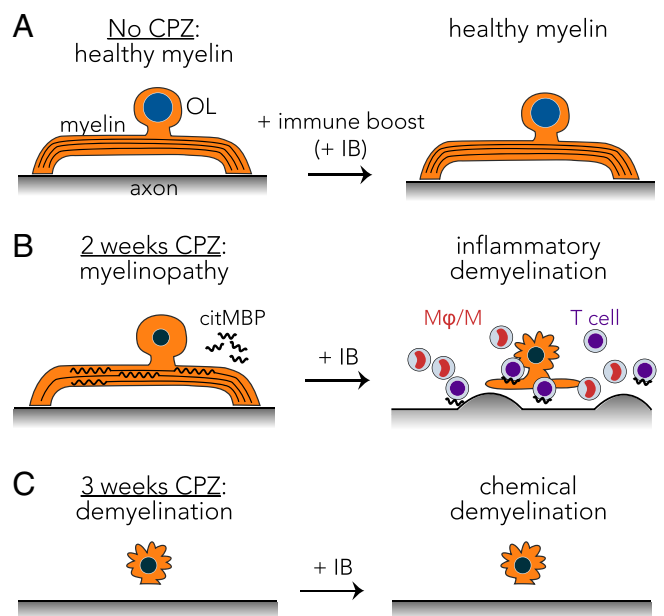 A
No CPZ:
healthy myelin
healthy myelin
OL
myelin
+ immune boost
(+ IB)
axon
B
2 weeks CPZ:
myelinopathy
inflammatory
demyelination
citMBP
Mφ/M
T cell
+ IB
C
3 weeks CPZ:
demyelination
chemical
demyelination
+ IB